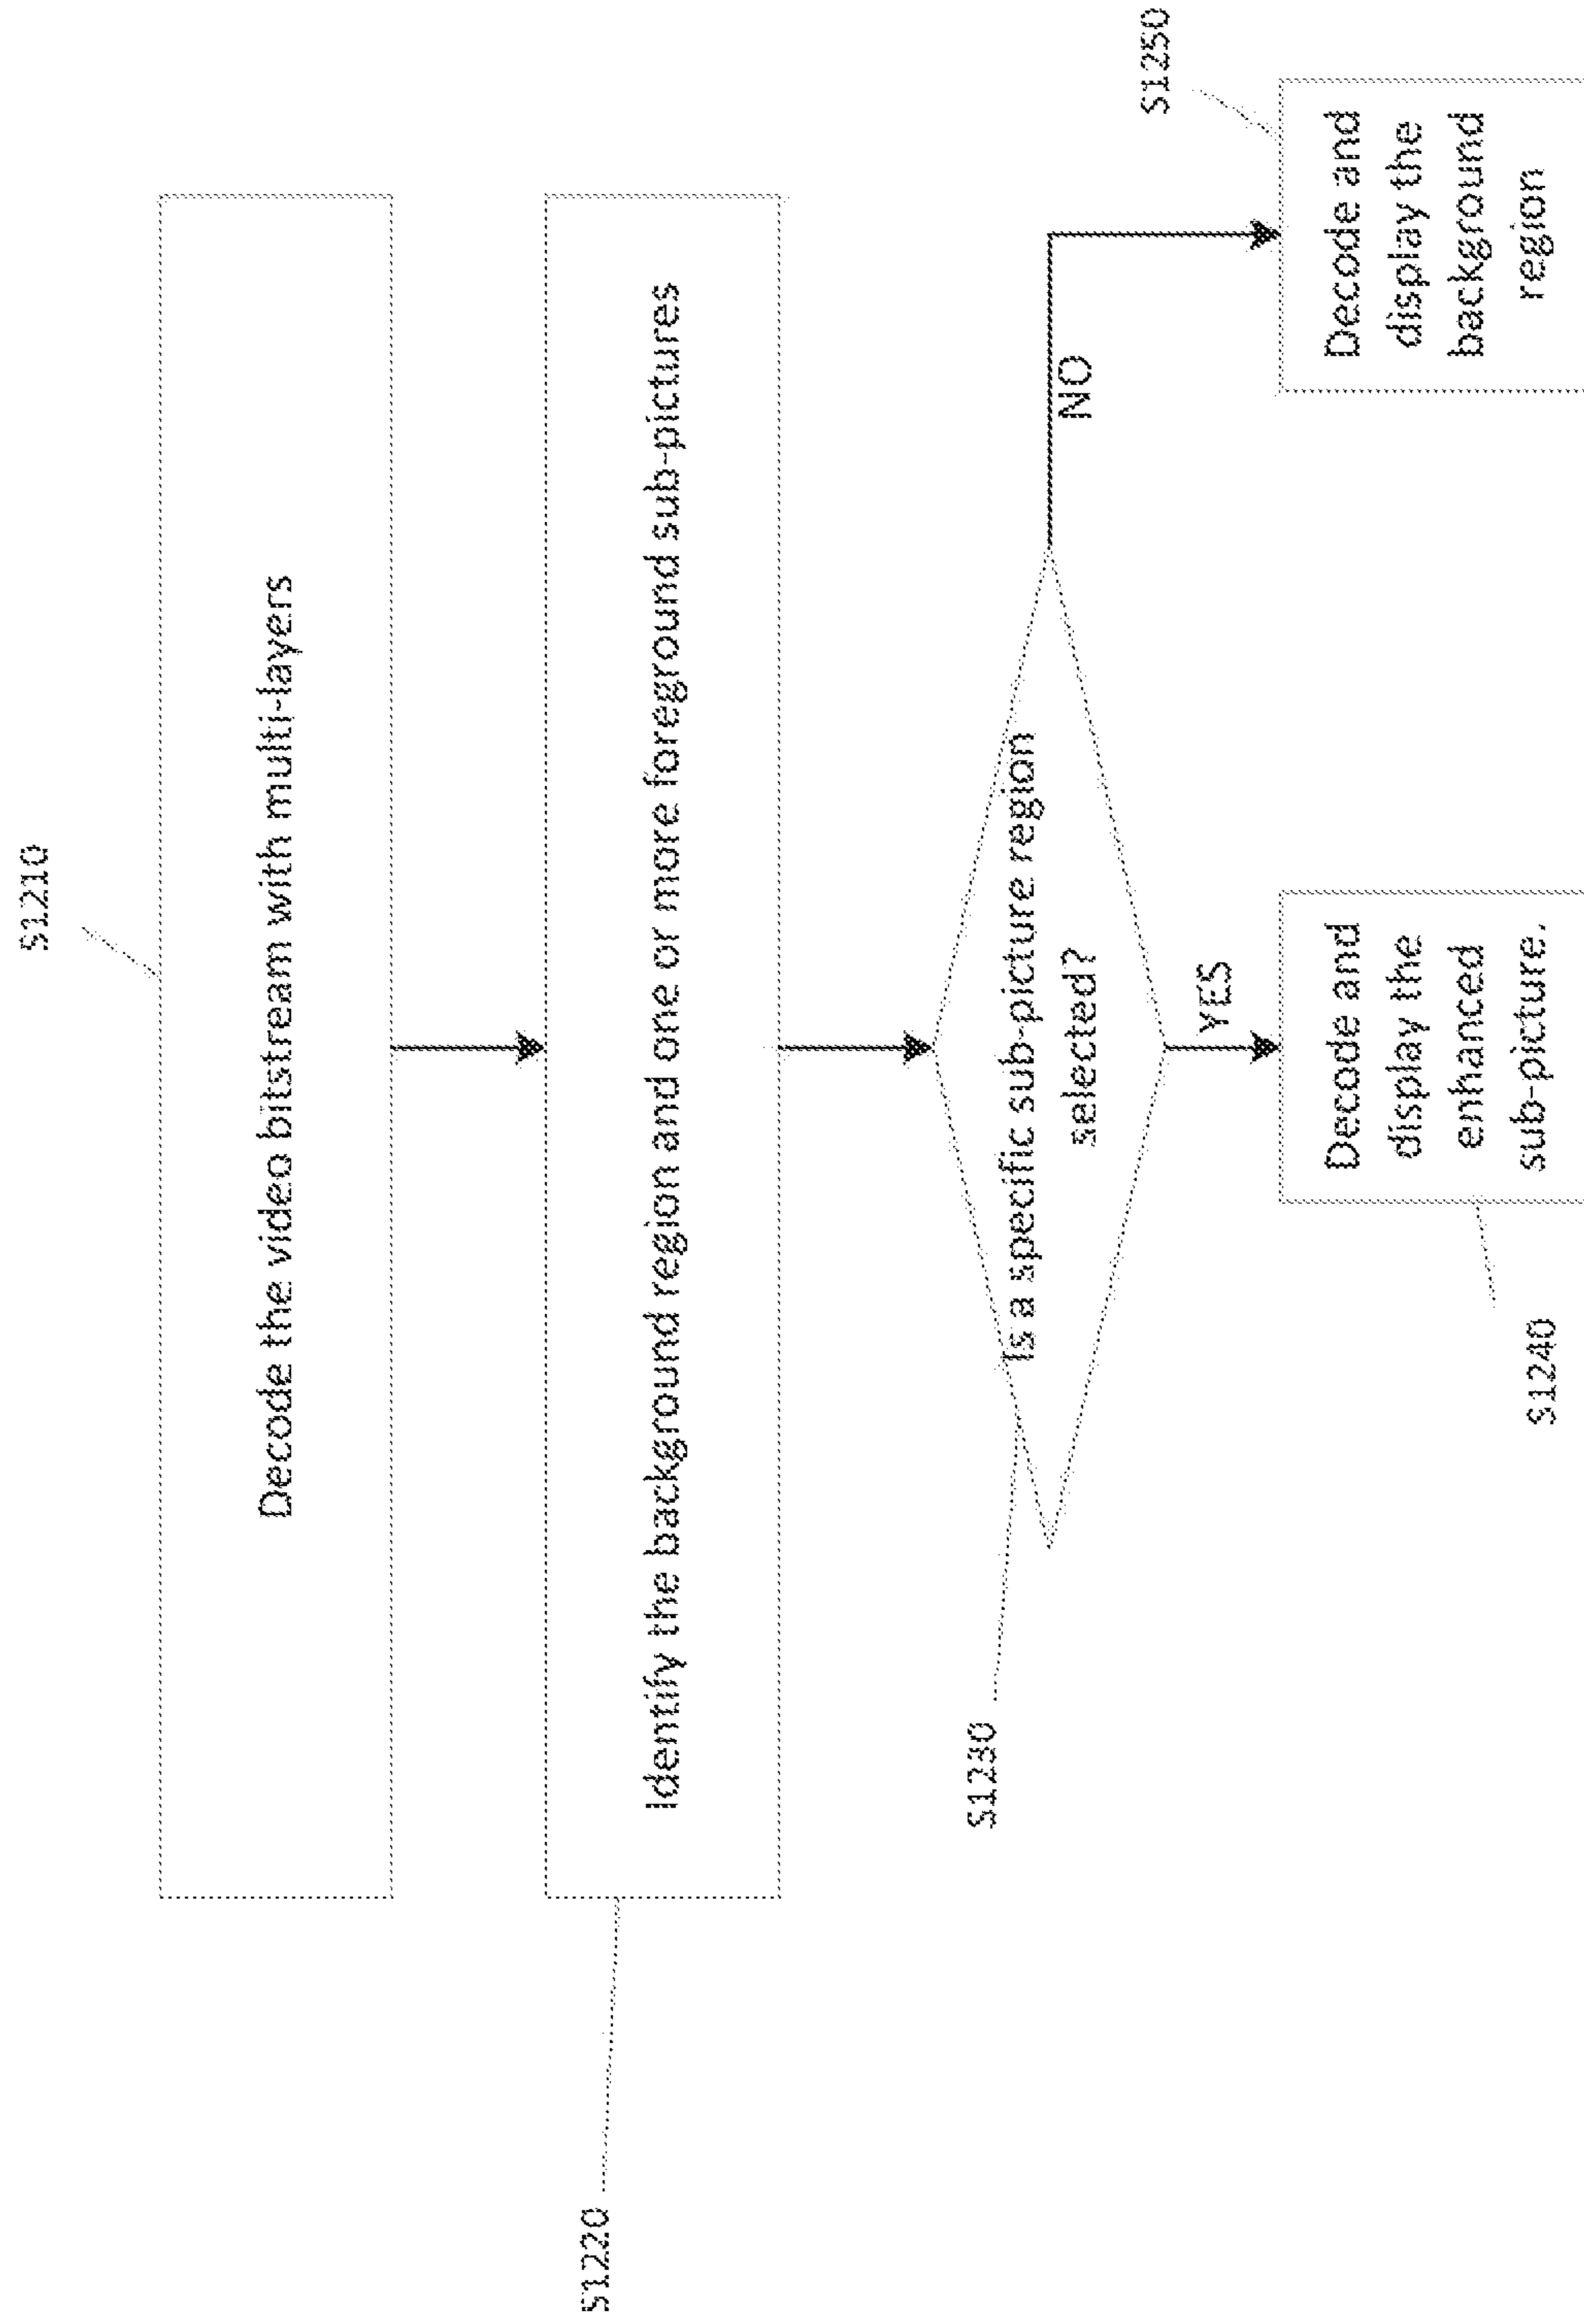 S1210
Decode the video bitstream with multi-layers
S1220
Identify the background region and one or more foreground sub-pictures
S1230
Is a specific sub-picture region
selected?
YES
NO
S1240
Decode and
display the
enhanced
sub-picture.
S1250
Decode and
display the
background
region